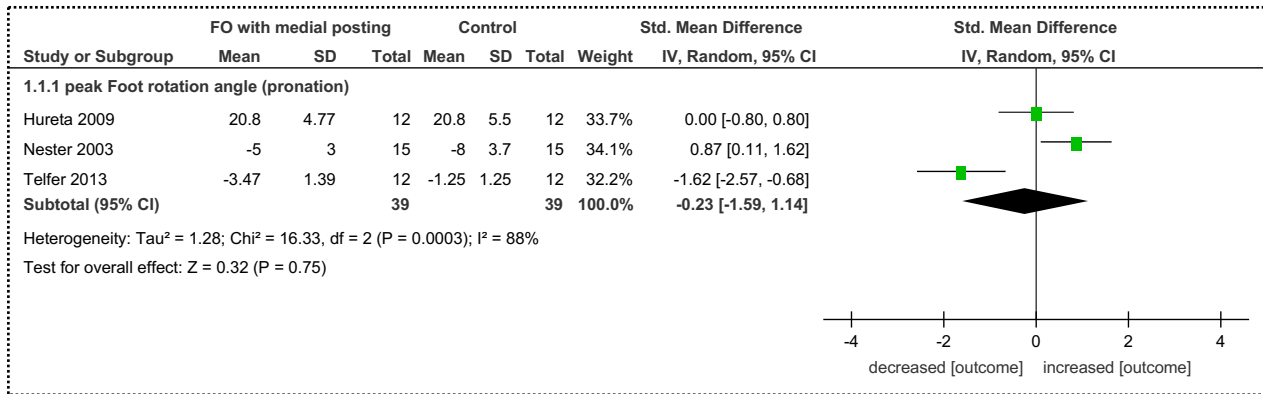 FO with medial posting Control Std. Mean Difference Std. Mean Difference
Study or Subgroup Mean SD Total Mean SD Total Weight IV, Random, 95% CI IV, Random, 95% CI
1.1.1 peak Foot rotation angle (pronation)
Hureta 2009 20.8 4.77 12 20.8 5.5 12 33.7% 0.00 [-0.80, 0.80]
Nester 2003 -5 3 15 -8 3.7 15 34.1% 0.87 [0.11, 1.62]
Telfer 2013 -3.47 1.39 12 -1.25 1.25 12 32.2% -1.62 [-2.57, -0.68]
Subtotal (95% CI) 39 39 100.0% -0.23 [-1.59, 1.14]
Heterogeneity: Tau² = 1.28; Chi² = 16.33, df = 2 (P = 0.0003); I² = 88%
Test for overall effect: Z = 0.32 (P = 0.75)
-4 -2 0 2 4
decreased [outcome] increased [outcome]